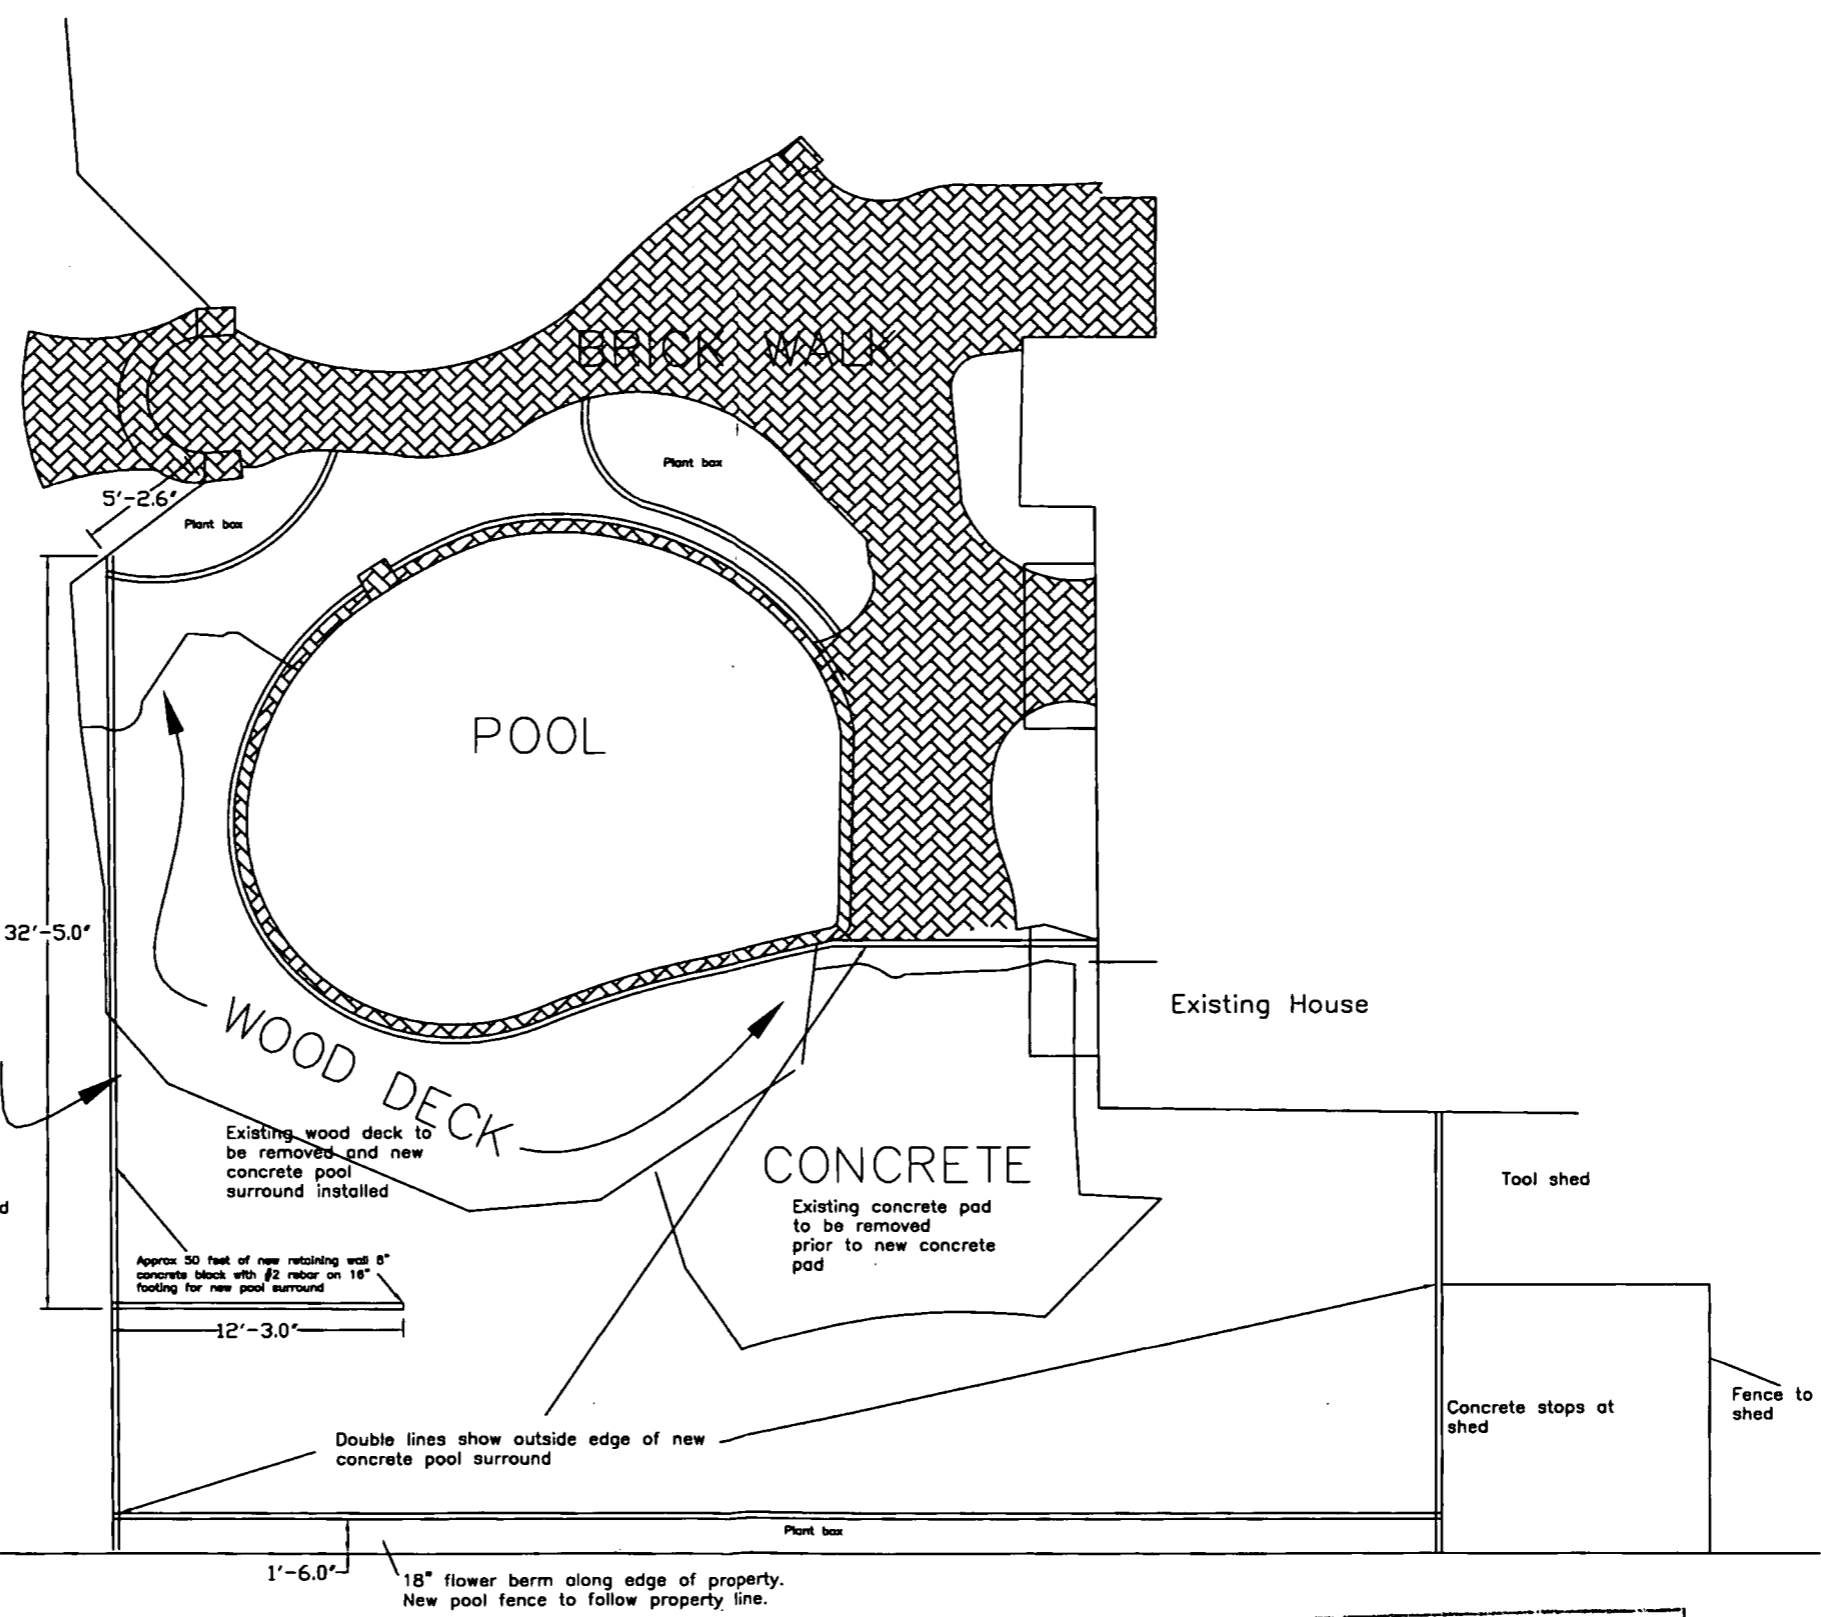 BRICK WALK
Plant box
5'-2.6"
Plant box
POOL
32'-5.0"
Existing House
WOOD DECK
Existing wood deck to
be removed and new
concrete pool
surround installed
CONCRETE
Existing concrete pad
to be removed
prior to new concrete
pad
Tool shed
d
Approx 50 feet of new retaining wall 8"
concrete block with #2 rebar on 16"
footing for new pool surround
12'-3.0"
Concrete stops at
shed
Fence to
shed
Double lines show outside edge of new
concrete pool surround
Plant box
1'-6.0"
18" flower berm along edge of property.
New pool fence to follow property line.